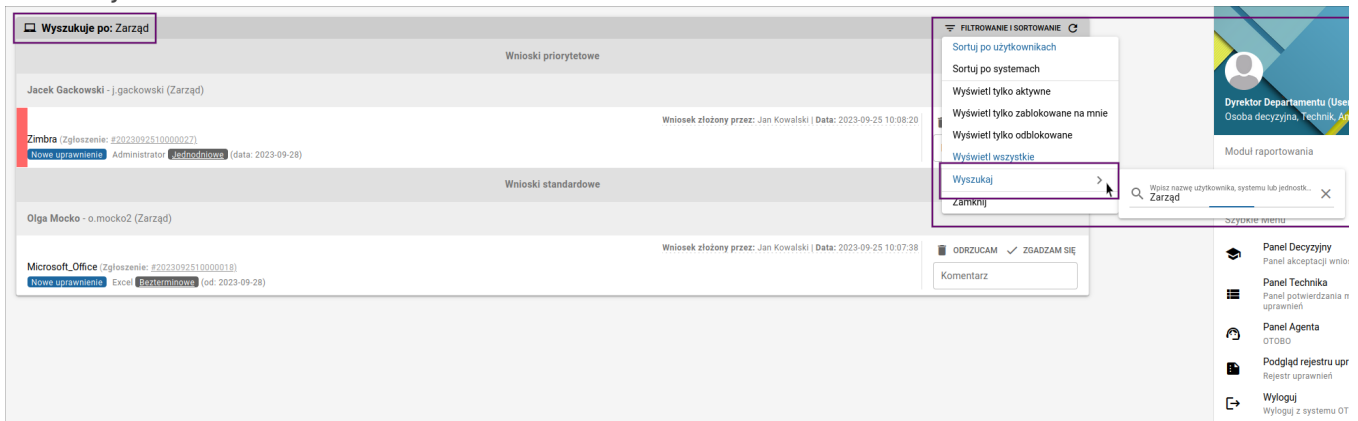 Wyszukuje po: Zarząd
FILTROWANIE I SORTOWANIE
Wnioski priorytetowe
Jacek Gackowski - j.gackowski (Zarząd)
Wniosek złożony przez: Jan Kowalski | Data: 2023-09-25 10:08:20
Zimbra (Zgłoszenie: #2023092510000027)
Nowe uprawnienie Administrator Jednodniowe (data: 2023-09-28)
Wnioski standardowe
Olga Mocko - o.mocko2 (Zarząd)
Wniosek złożony przez: Jan Kowalski | Data: 2023-09-25 10:07:38
Microsoft_Office (Zgłoszenie: #2023092510000018)
Nowe uprawnienie Excel Bezterminowe (od: 2023-09-28)
ODRZUCAM ZGADZAM SIĘ
Komentarz
Sortuj po użytkownikach
Sortuj po systemach
Wyświetl tylko aktywne
Wyświetl tylko zablokowane na mnie
Wyświetl tylko odblokowane
Wyświetl wszystkie
Wyszukaj
Zamknij
Wpisz nazwę użytkownika, systemu lub jednostk...
Zarząd
Dyrektor Departamentu (User
Osoba decyzyjna, Technik, An
Moduł raportowania
Szybkie Menu
Panel Decyzyjny
Panel akceptacji wnios
Panel Technika
Panel potwierdzania
uprawnień
Panel Agenta
OTOBO
Podgląd rejestru upr
Rejestr uprawnień
Wyloguj
Wyloguj z systemu OT